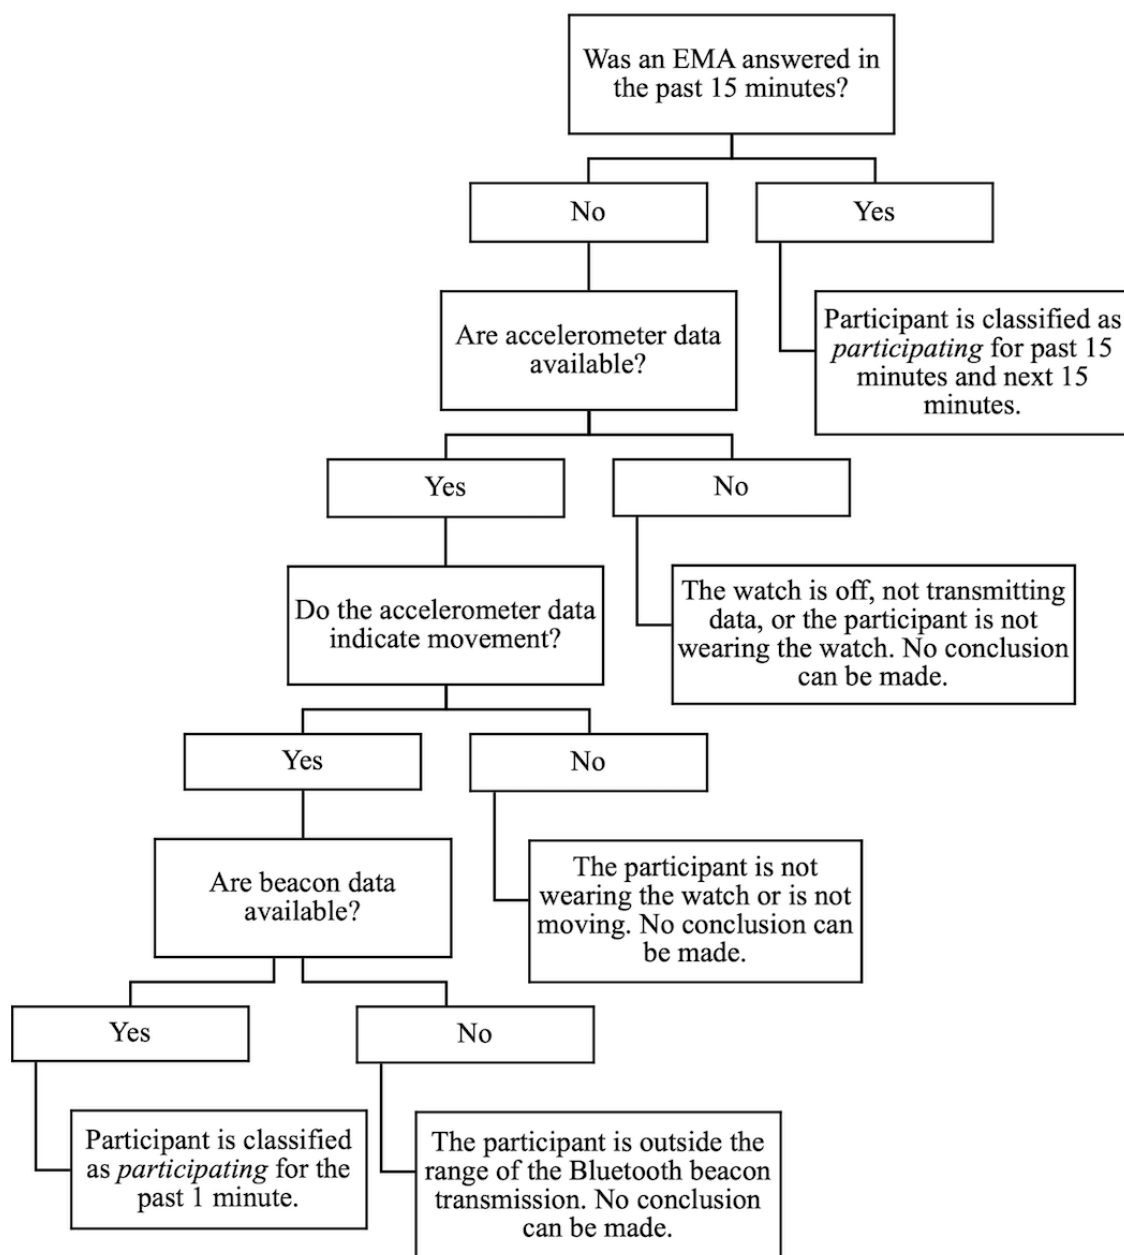 Was an EMA answered in
the past 15 minutes?
No
Yes
Are accelerometer data
available?
Participant is classified as
participating for past 15
minutes and next 15
minutes.
Yes
No
Do the accelerometer data
indicate movement?
The watch is off, not transmitting
data, or the participant is not
wearing the watch. No conclusion
can be made.
Yes
No
Are beacon data
available?
The participant is not
wearing the watch or is not
moving. No conclusion can
be made.
Yes
No
Participant is classified
as participating for the
past 1 minute.
The participant is outside the
range of the Bluetooth beacon
transmission. No conclusion
can be made.